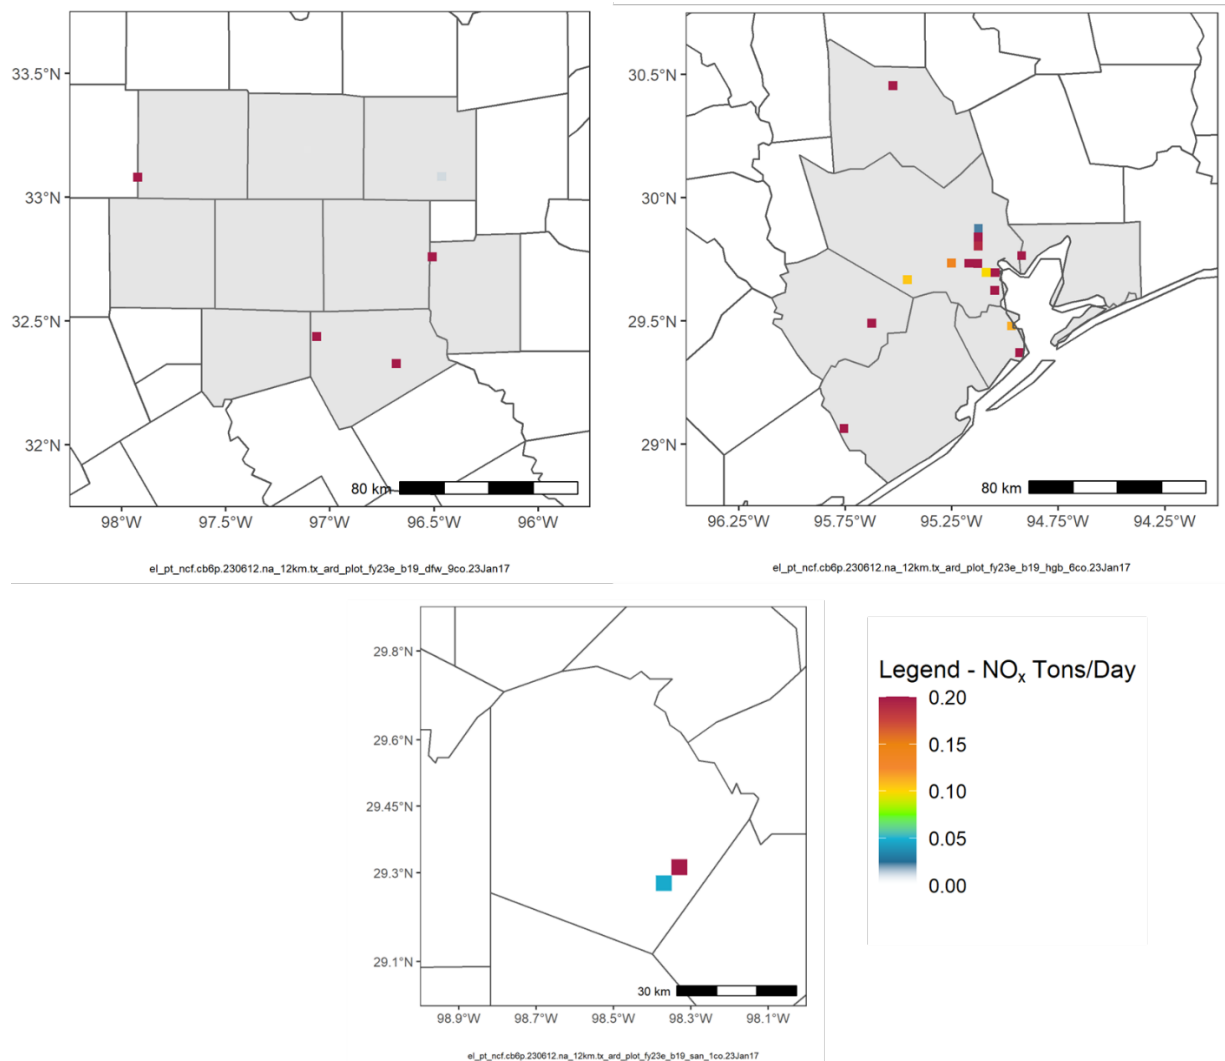 33.5°N
33°N
32.5°N
32°N
80 km
98°W 97.5°W 97°W 96.5°W 96°W
el_pt_ncf.cb6p.230612.na_12km.tx_ard_plot_fy23e_b19_dfw_9co.23Jan17
30.5°N
30°N
29.5°N
29°N
80 km
96.25°W 95.75°W 95.25°W 94.75°W 94.25°W
el_pt_ncf.cb6p.230612.na_12km.tx_ard_plot_fy23e_b19_hgb_6co.23Jan17
29.8°N
29.6°N
29.45°N
29.3°N
29.1°N
30 km
98.9°W 98.7°W 98.5°W 98.3°W 98.1°W
el_pt_ncf.cb6p.230612.na_12km.tx_ard_plot_fy23e_b19_san_1co.23Jan17
Legend - NOₓ Tons/Day
0.20
0.15
0.10
0.05
0.00